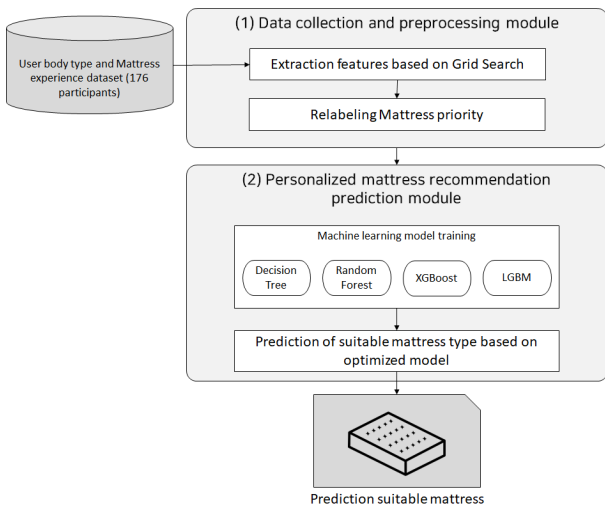 (1) Data collection and preprocessing module
User body type and Mattress
experience dataset (176
participants)
Extraction features based on Grid Search
Relabeling Mattress priority
(2) Personalized mattress recommendation
prediction module
Machine learning model training
Decision
Tree
Random
Forest
XGBoost
LGBM
Prediction of suitable mattress type based on
optimized model
Prediction suitable mattress